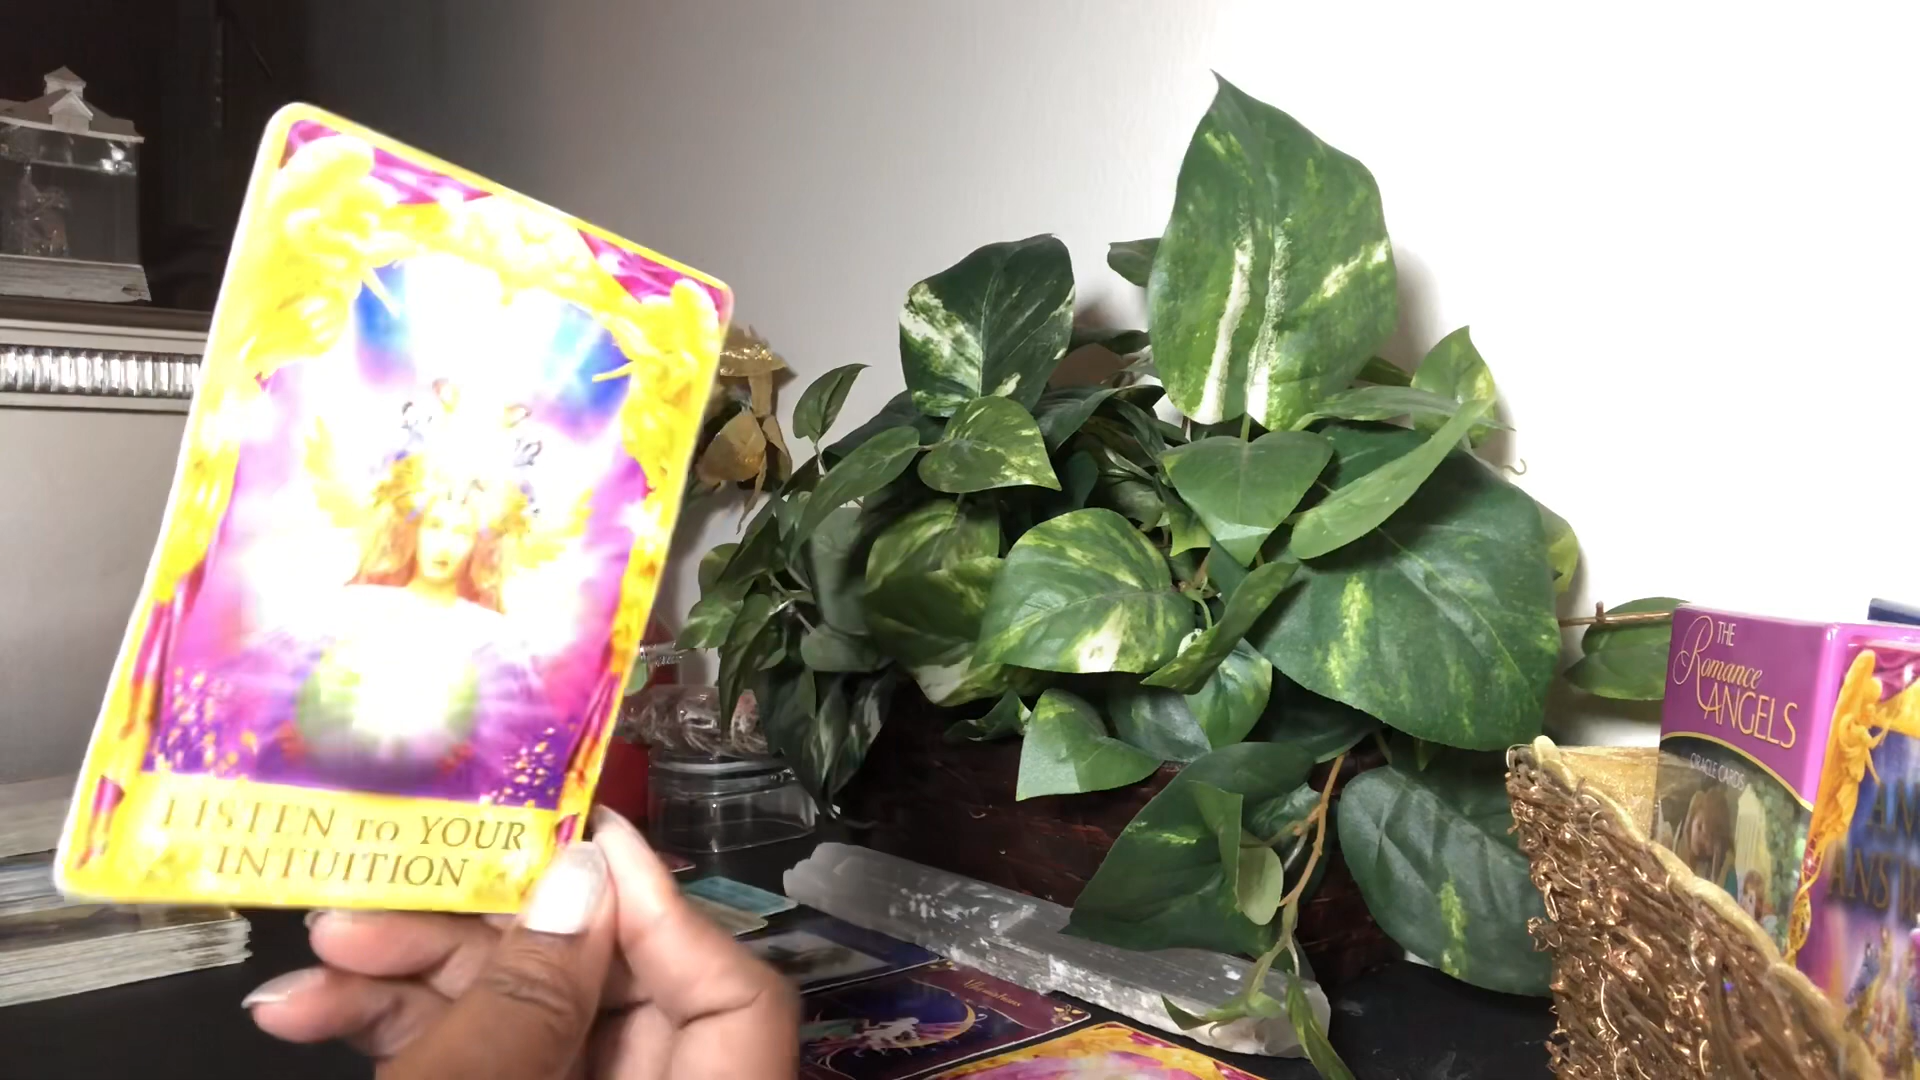 LISTEN to YOUR
INTUITION
THE
Romance
ANGELS
ORACLE CARDS